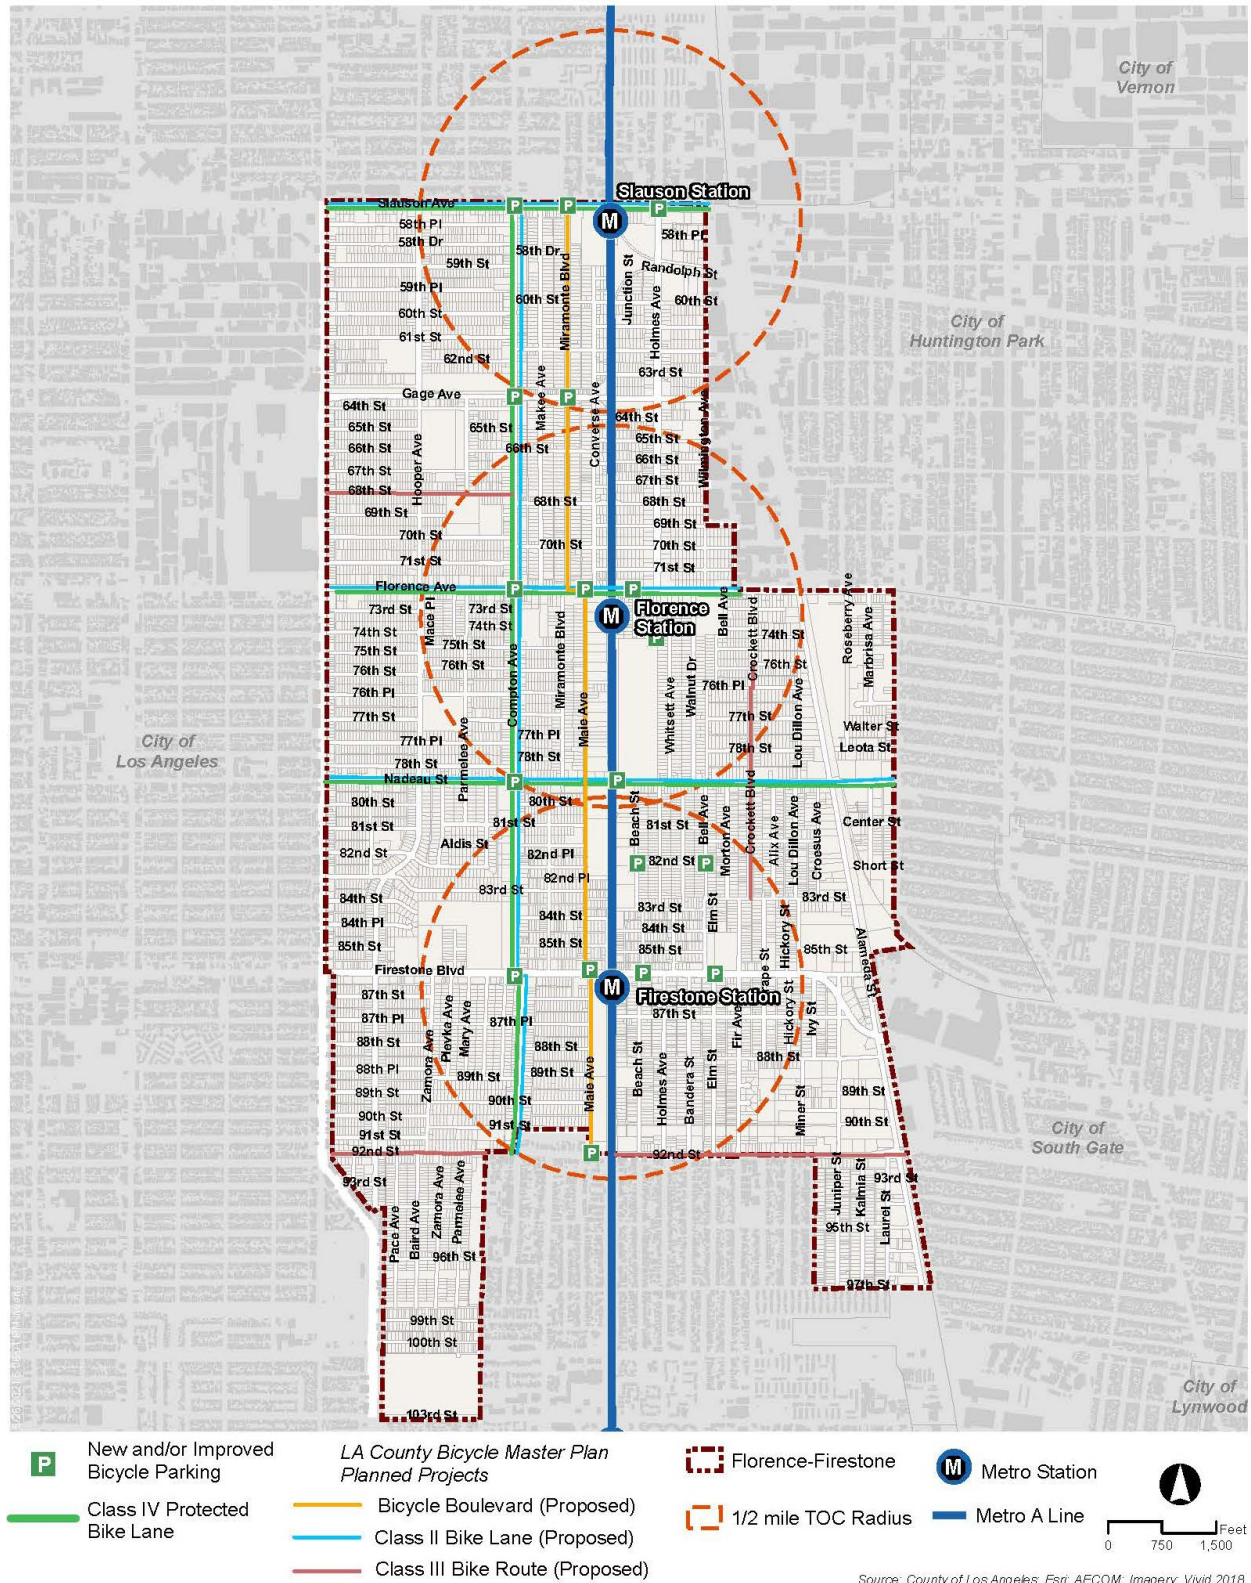 City of
Vernon
Slauson Station
Slauson Ave
M
P
P
P
58th Pl
58th Dr
59th St
59th Pl
60th St
61st St
62nd St
58th Dr
60th St
Miramonte Blvd
Junction St
Holmes Ave
58th Pl
Randolph St
60th St
63rd St
City of
Huntington Park
Gage Ave
P
P
Makee Ave
Converse Ave
64th St
65th St
66th St
67th St
68th St
69th St
70th St
71st St
Hooper Ave
65th St
66th St
68th St
70th St
64th St
65th St
66th St
67th St
68th St
69th St
70th St
71st St
Wilmington Ave
Florence Ave
P
P
P
M
Florence
Station
P
73rd St
74th St
75th St
76th St
76th Pl
77th St
77th Pl
78th St
Mace Pl
73rd St
74th St
75th St
76th St
Parmelee Ave
Compton Ave
Miramonte Blvd
Maie Ave
77th Pl
78th St
Whitsett Ave
Walnut Dr
Bell Ave
Crockett Blvd
74th St
76th St
76th Pl
77th St
78th St
Lou Dillon Ave
Roseberry Ave
Marbrisa Ave
Walter St
Leota St
City of
Los Angeles
Nadeau St
P
P
80th St
81st St
82nd St
84th St
84th Pl
85th St
Aldis St
80th St
81st St
82nd Pl
82nd Pl
83rd St
84th St
85th St
Beach St
81st St
Bell Ave
Morton Ave
Crockett Blvd
Alix Ave
Lou Dillon Ave
Croesus Ave
Center St
Short St
P
82nd St
P
83rd St
84th St
85th St
Elm St
83rd St
Hickory St
85th St
Alameda St
Firestone Blvd
P
P
P
P
M
Firestone Station
87th St
87th Pl
88th St
88th Pl
89th St
90th St
91st St
92nd St
Zamora Ave
Plevka Ave
Mary Ave
89th St
87th Pl
88th St
89th St
90th St
91st St
Maie Ave
P
87th St
Beach St
Holmes Ave
Bandera St
Elm St
Fir Ave
Hickory St
Ivy St
88th St
Miner St
89th St
90th St
92nd St
City of
South Gate
93rd St
Pace Ave
Baird Ave
Zamora Ave
Parmelee Ave
96th St
99th St
100th St
103rd St
Juniper St
Kalmia St
Laurel St
93rd St
95th St
97th St
City of
Lynwood
P
New and/or Improved
Bicycle Parking
Class IV Protected
Bike Lane
LA County Bicycle Master Plan
Planned Projects
Bicycle Boulevard (Proposed)
Class II Bike Lane (Proposed)
Class III Bike Route (Proposed)
Florence-Firestone
1/2 mile TOC Radius
M
Metro Station
Metro A Line
Feet
0 750 1,500
Source: County of Los Angeles; Esri; AECOM; Imagery: Vivid 2018